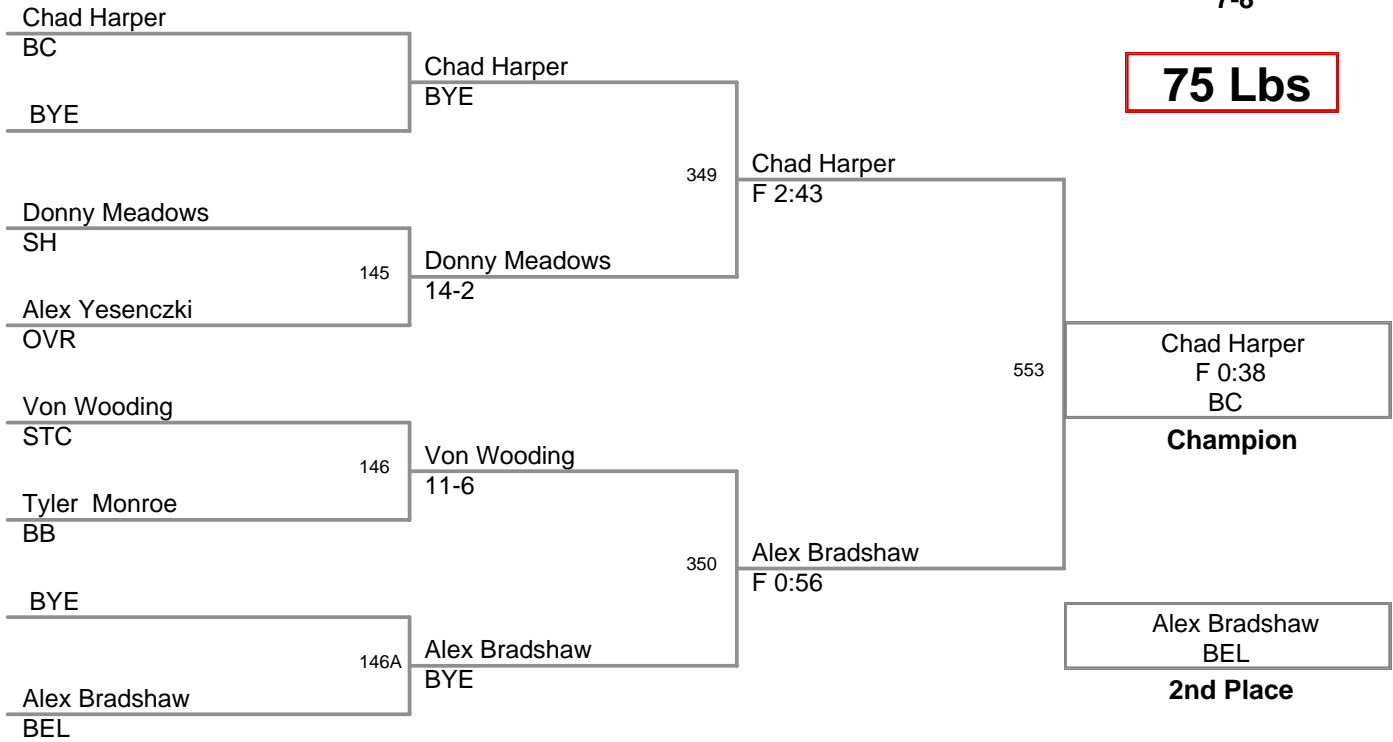 7-8
75 Lbs
Chad Harper
BC
BYE
Donny Meadows
SH
145
Alex Yesenczki
OVR
Von Wooding
STC
146
Tyler  Monroe
BB
BYE
146A
Alex Bradshaw
BEL
Chad Harper
BYE
349
Donny Meadows
14-2
Von Wooding
11-6
350
Alex Bradshaw
BYE
Chad Harper
F 2:43
553
Alex Bradshaw
F 0:56
Chad Harper
F 0:38
BC
Champion
Alex Bradshaw
BEL
2nd Place